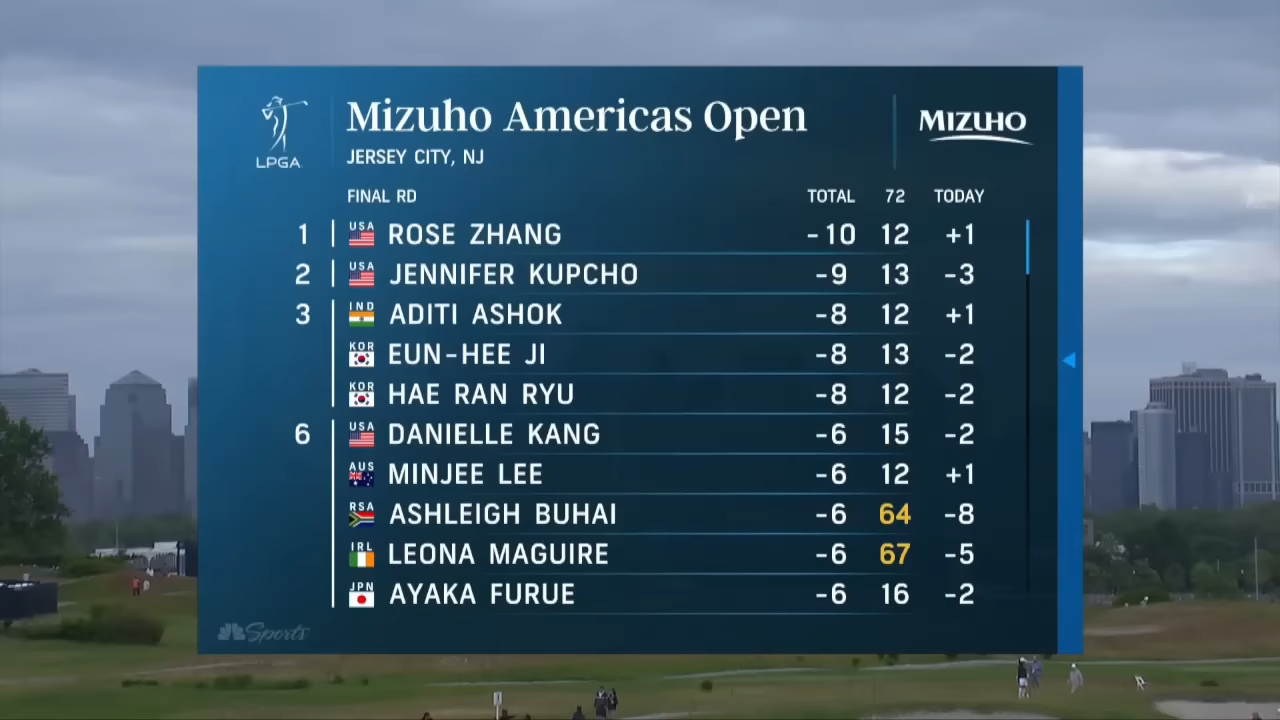 LPGA
Mizuho Americas Open
JERSEY CITY, NJ
MIZUHO
FINAL RD TOTAL 72 TODAY
1 USA ROSE ZHANG -10 12 +1
2 USA JENNIFER KUPCHO -9 13 -3
3 IND ADITI ASHOK -8 12 +1
KOR EUN-HEE JI -8 13 -2
KOR HAE RAN RYU -8 12 -2
6 USA DANIELLE KANG -6 15 -2
AUS MINJEE LEE -6 12 +1
RSA ASHLEIGH BUHAI -6 64 -8
IRL LEONA MAGUIRE -6 67 -5
JPN AYAKA FURUE -6 16 -2
Sports